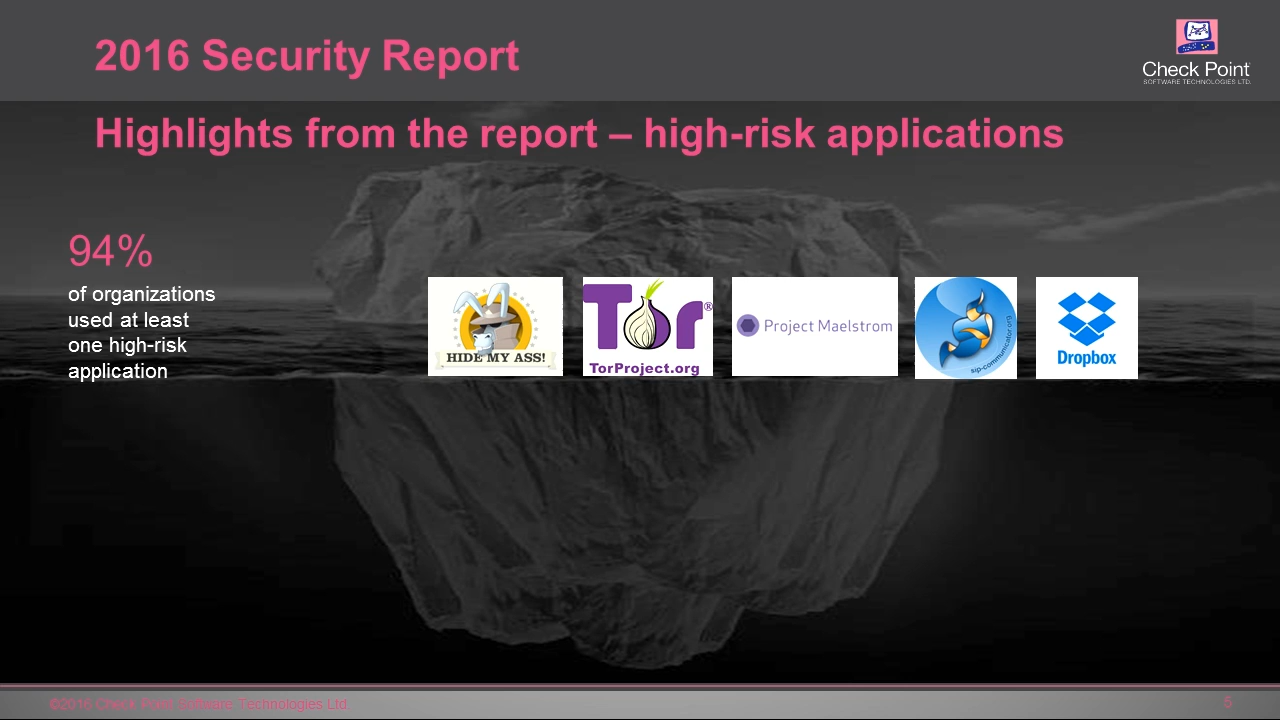 2016 Security Report
Check Point
SOFTWARE TECHNOLOGIES LTD.
Highlights from the report – high-risk applications
94%
of organizations
used at least
one high-risk
application
HIDE MY ASS!
Tor®
TorProject.org
Project Maelstrom
sip-communicator.org
Dropbox
©2016 Check Point Software Technologies Ltd.
5